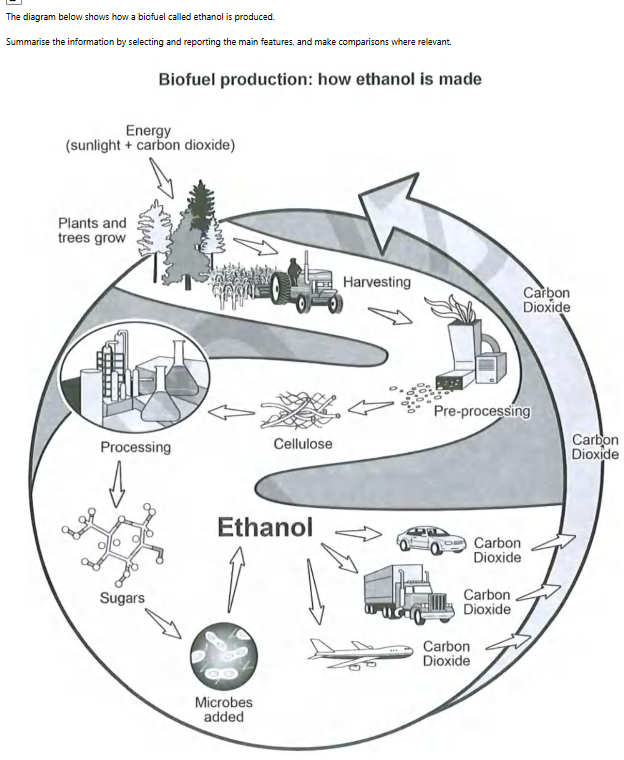 The diagram below shows how a biofuel called ethanol is produced.
Summarise the information by selecting and reporting the main features, and make comparisons where relevant.
Biofuel production: how ethanol is made
Energy
(sunlight + carbon dioxide)
Plants and
trees grow
Harvesting
Carbon
Dioxide
Pre-processing
Cellulose
Processing
Carbon
Dioxide
Ethanol
Carbon
Dioxide
Sugars
Carbon
Dioxide
Carbon
Dioxide
Microbes
added